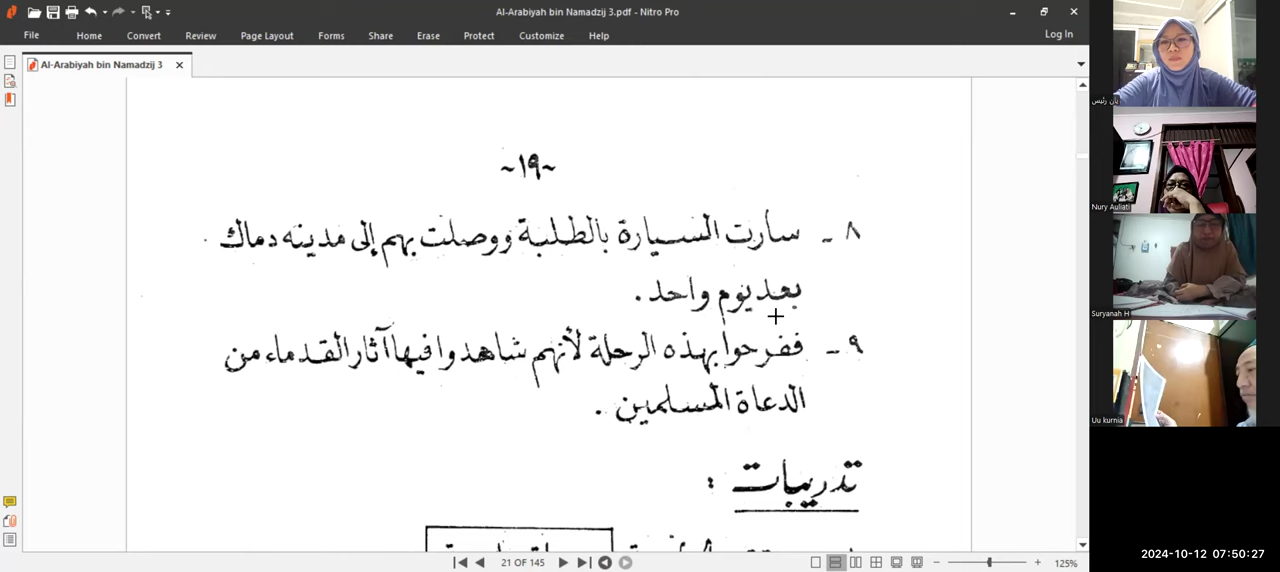 Al-Arabiyah bin Namadzij 3.pdf - Nitro Pro
File Home Convert Review Page Layout Forms Share Erase Protect Customize Help Log In
Al-Arabiyah bin Namadzij 3
~١٩~
٨ - سارت السيارة بالطلبة ووصلت بهم إلى مدينه دماك
بعد يوم واحد .
٩ - ففرحوا بهذه الرحلة لأنهم شاهدوا فيها آثار القدماء من
الدعاة المسلمين .
تدريبات :
21 OF 145
125%
Nury Auliati
Suryanah H
Uu kurnia
2024-10-12 07:50:27